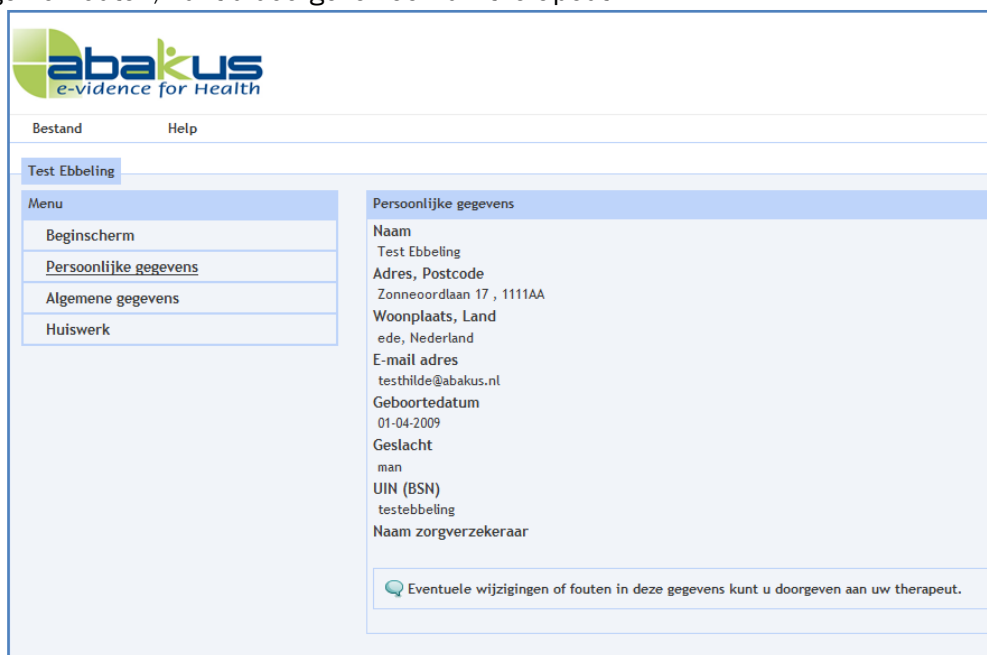 abakus
e-vidence for Health
Bestand Help
Test Ebbeling
Menu
Beginscherm
Persoonlijke gegevens
Algemene gegevens
Huiswerk
Persoonlijke gegevens
Naam
Test Ebbeling
Adres, Postcode
Zonneoordlaan 17 , 1111AA
Woonplaats, Land
ede, Nederland
E-mail adres
testhilde@abakus.nl
Geboortedatum
01-04-2009
Geslacht
man
UIN (BSN)
testebbeling
Naam zorgverzekeraar
Eventuele wijzigingen of fouten in deze gegevens kunt u doorgeven aan uw therapeut.